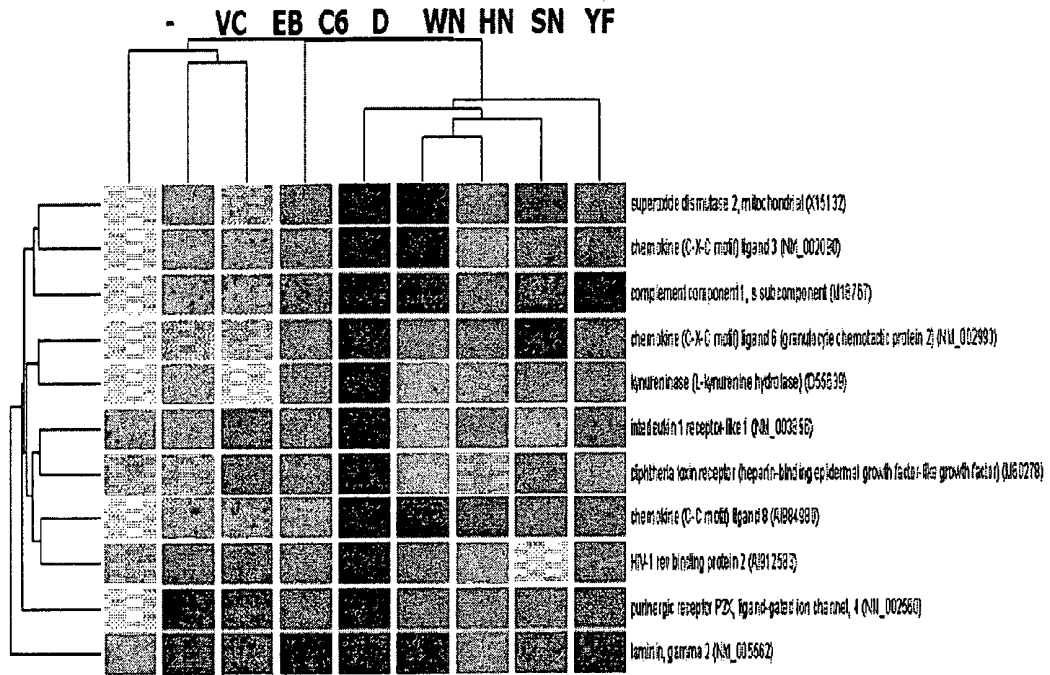 - VC EB C6 D WN HN SN YF
superoxide dismutase 2, mitochondrial (X15132)
chemokine (C-X-C motif) ligand 3 (NM_002090)
complement component 1, s subcomponent (M18767)
chemokine (C-X-C motif) ligand 6 (granulocyte chemotactic protein 2) (NM_002993)
kynureninase (L-kynurenine hydrolase) (D55639)
interleukin 1 receptor-like 1 (NM_003856)
diphtheria toxin receptor (heparin-binding epidermal growth factor-like growth factor) (M60278)
chemokine (C-C motif) ligand 8
HIV-1 rev binding protein 2
purinergic receptor P2X, ligand-gated ion channel, 4 (NM_002560)
laminin, gamma 2 (NM_005562)